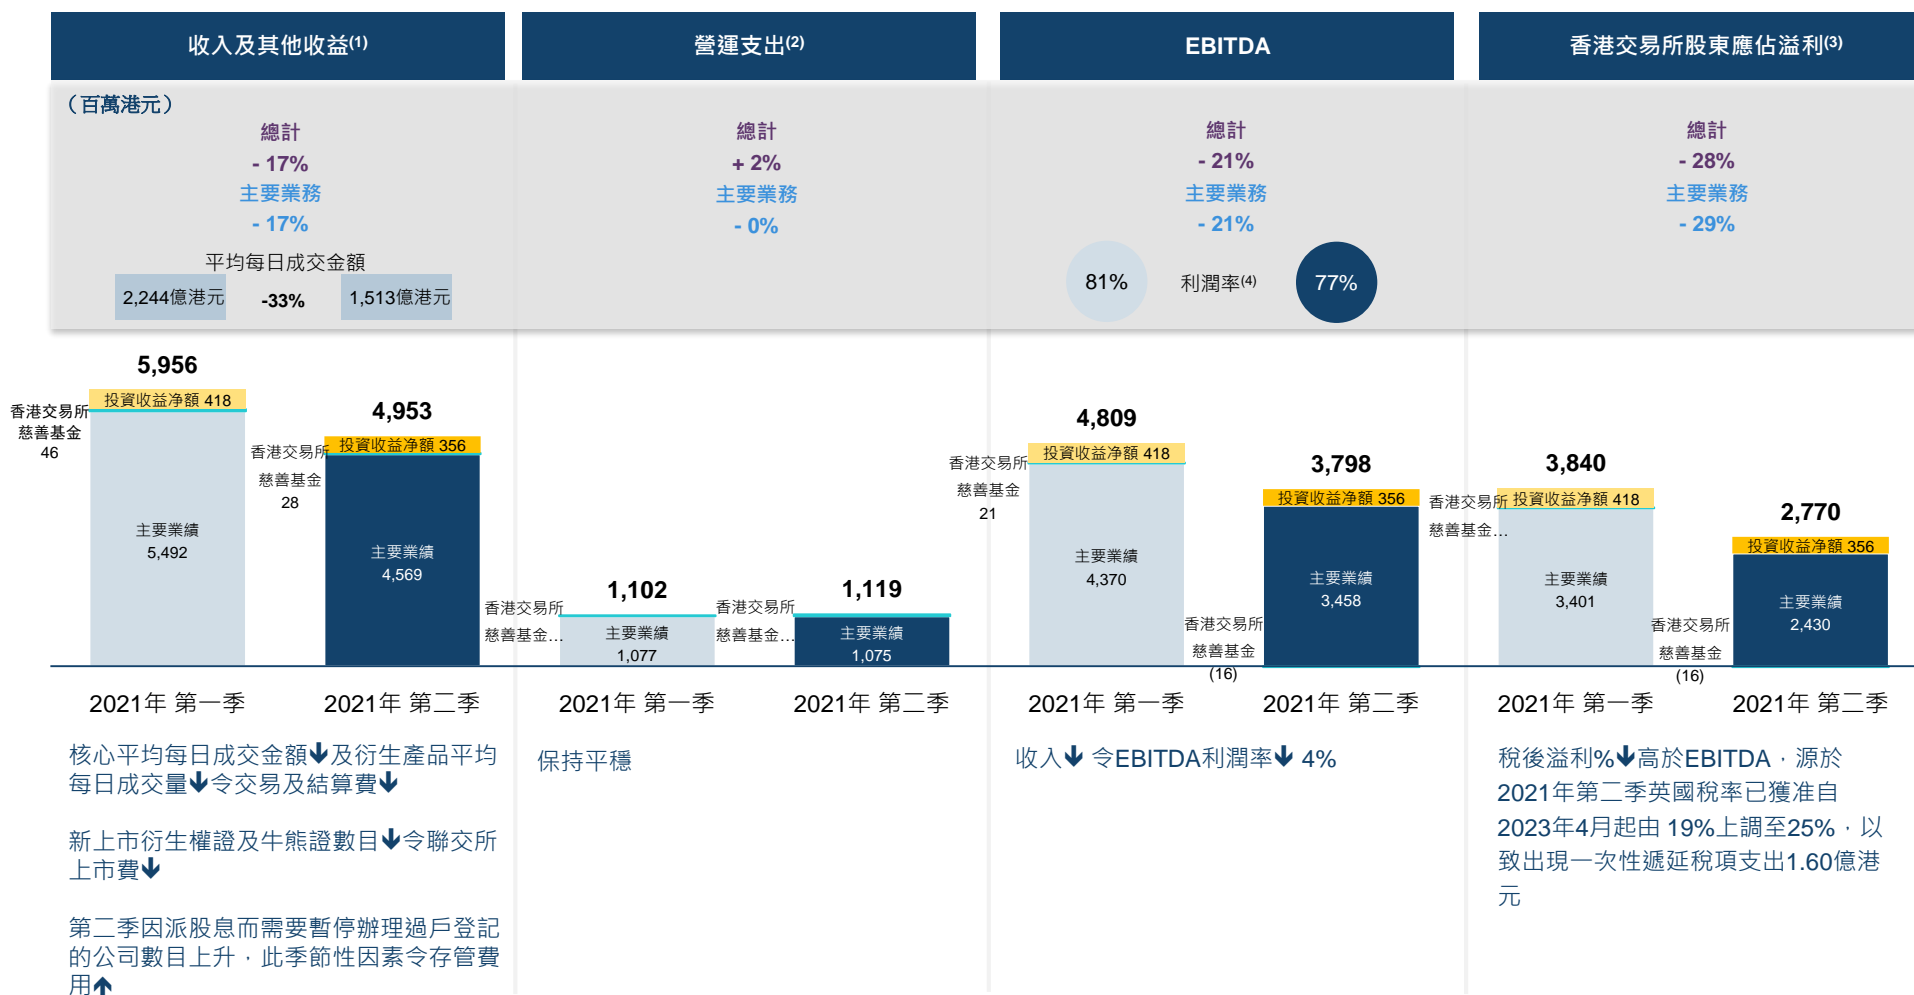 收入及其他收益(1)
營運支出(2)
EBITDA
香港交易所股東應佔溢利(3)
（百萬港元）
總計
- 17%
主要業務
- 17%
平均每日成交金額
2,244億港元
-33%
1,513億港元
總計
+ 2%
主要業務
- 0%
總計
- 21%
主要業務
- 21%
81%
利潤率(4)
77%
總計
- 28%
主要業務
- 29%
5,956
投資收益淨額 418
香港交易所
慈善基金
46
主要業績
5,492
4,953
投資收益淨額 356
香港交易所
慈善基金
28
主要業績
4,569
1,102
香港交易所
慈善基金…
主要業績
1,077
1,119
香港交易所
慈善基金…
主要業績
1,075
4,809
投資收益淨額 418
香港交易所
慈善基金
21
主要業績
4,370
3,798
投資收益淨額 356
香港交易所
慈善基金
(16)
主要業績
3,458
3,840
投資收益淨額 418
香港交易所
慈善基金…
主要業績
3,401
2,770
投資收益淨額 356
香港交易所
慈善基金
(16)
主要業績
2,430
2021年 第一季
2021年 第二季
2021年 第一季
2021年 第二季
2021年 第一季
2021年 第二季
2021年 第一季
2021年 第二季
核心平均每日成交金額🡻及衍生產品平均
每日成交量🡻令交易及結算費🡻
新上市衍生權證及牛熊證數目🡻令聯交所
上市費🡻
第二季因派股息而需要暫停辦理過戶登記
的公司數目上升，此季節性因素令存管費
用🡹
保持平穩
收入🡻 令EBITDA利潤率🡻 4%
稅後溢利%🡻高於EBITDA，源於
2021年第二季英國稅率已獲准自
2023年4月起由 19%上調至25%，以
致出現一次性遞延稅項支出1.60億港
元